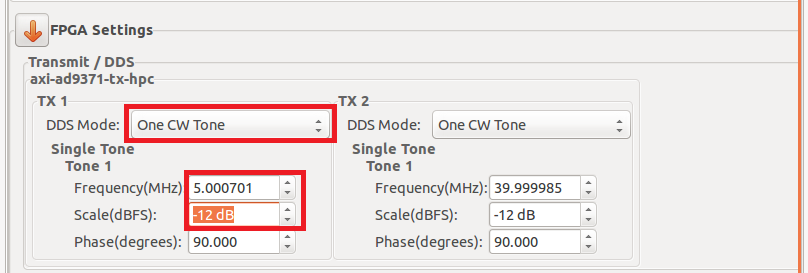 FPGA Settings
Transmit / DDS
axi-ad9371-tx-hpc
TX 1
DDS Mode: One CW Tone
Single Tone
Tone 1
Frequency(MHz): 5.000701
Scale(dBFS): -12 dB
Phase(degrees): 90.000
TX 2
DDS Mode: One CW Tone
Single Tone
Tone 1
Frequency(MHz): 39.999985
Scale(dBFS): -12 dB
Phase(degrees): 90.000